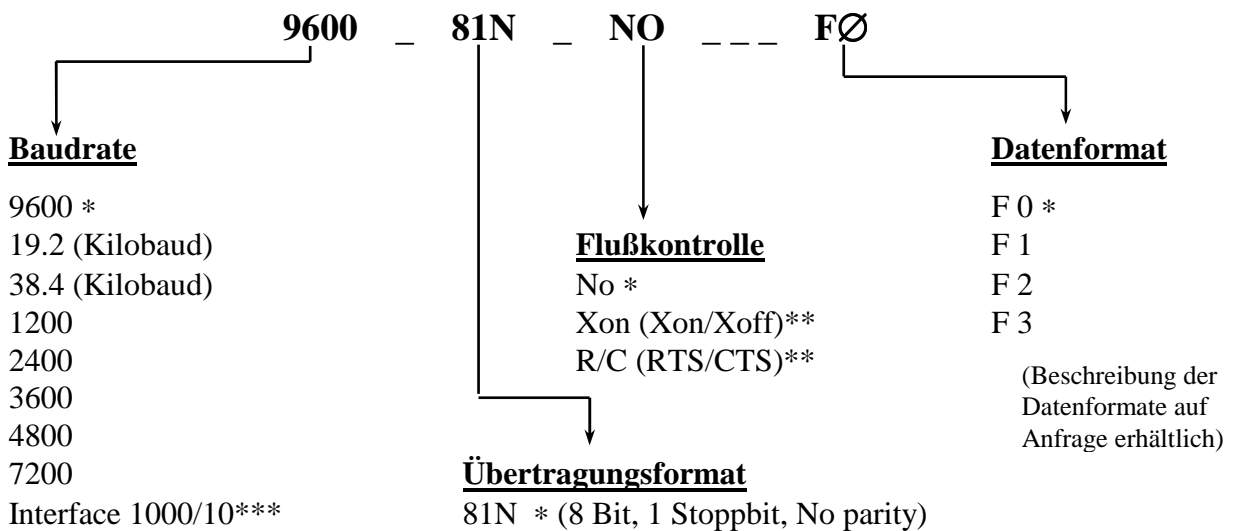 9600 _ 81N _ NO _ _ _ F∅
Baudrate
9600 *
19.2 (Kilobaud)
38.4 (Kilobaud)
1200
2400
3600
4800
7200
Interface 1000/10***
Flußkontrolle
No *
Xon (Xon/Xoff)**
R/C (RTS/CTS)**
Übertragungsformat
81N * (8 Bit, 1 Stoppbit, No parity)
Datenformat
F 0 *
F 1
F 2
F 3
(Beschreibung der
Datenformate auf
Anfrage erhältlich)